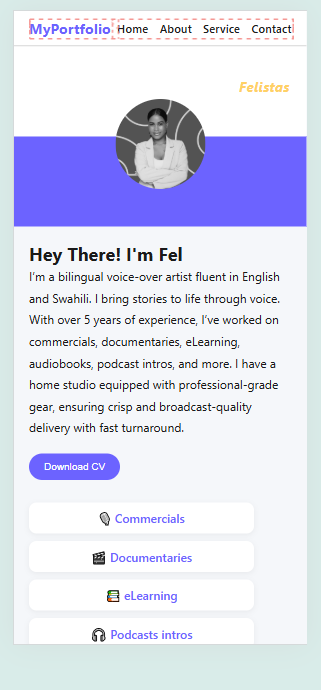 MyPortfolio Home About Service Contact
Felistas
Hey There! I'm Fel
I'm a bilingual voice-over artist fluent in English
and Swahili. I bring stories to life through voice.
With over 5 years of experience, I've worked on
commercials, documentaries, eLearning,
audiobooks, podcast intros, and more. I have a
home studio equipped with professional-grade
gear, ensuring crisp and broadcast-quality
delivery with fast turnaround.
Download CV
Commercials
Documentaries
eLearning
Podcasts intros